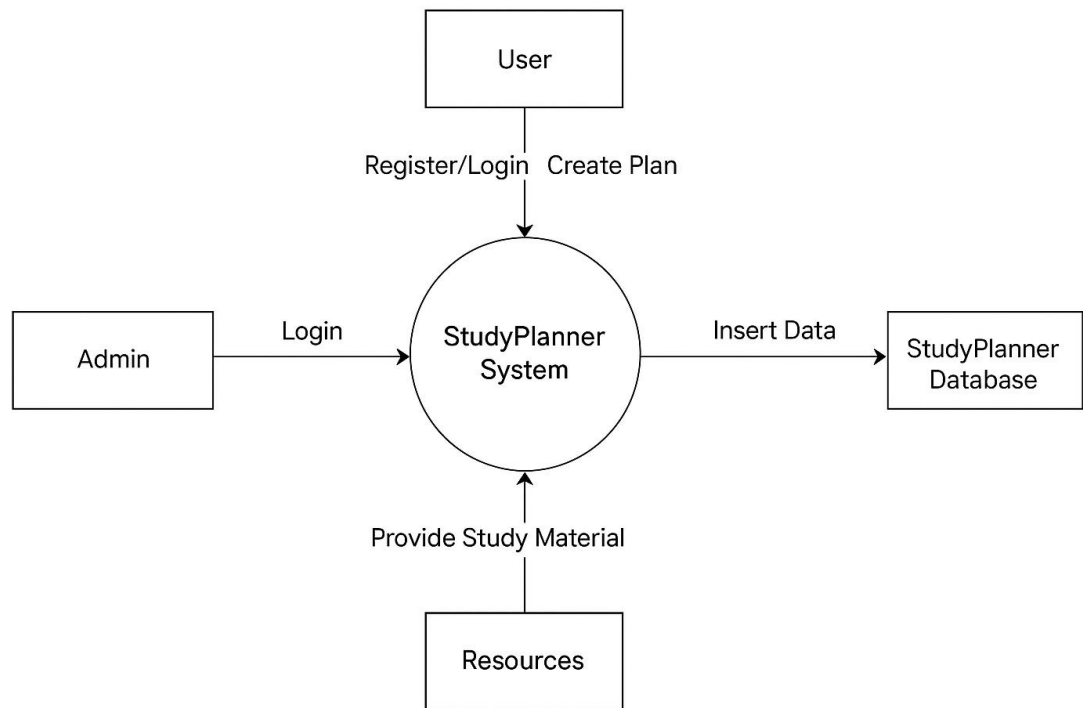 User
Register/Login Create Plan
Admin
Login
StudyPlanner
System
Insert Data
StudyPlanner
Database
Provide Study Material
Resources